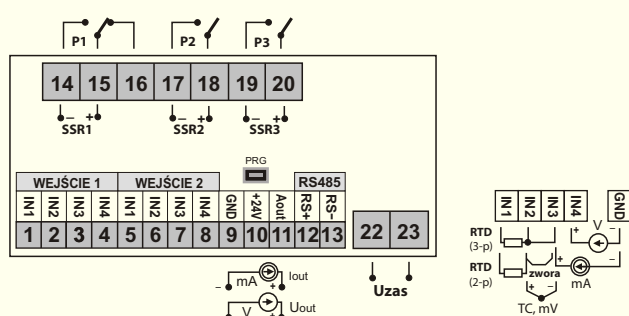 P1 P2 P3
14 15 16 17 18 19 20
– + – + – +
SSR1 SSR2 SSR3
PRG
WEJŚCIE 1 WEJŚCIE 2 RS485
IN1 IN2 IN3 IN4 IN1 IN2 IN3 IN4 GND +24V Aout RS+ RS–
1 2 3 4 5 6 7 8 9 10 11 12 13 22 23
– mA + Iout
– V + Uout
Uzas
IN1 IN2 IN3 IN4 GND
RTD
(3-p)
+ V –
RTD
(2-p)
zwora
+ mA –
+ –
TC, mV